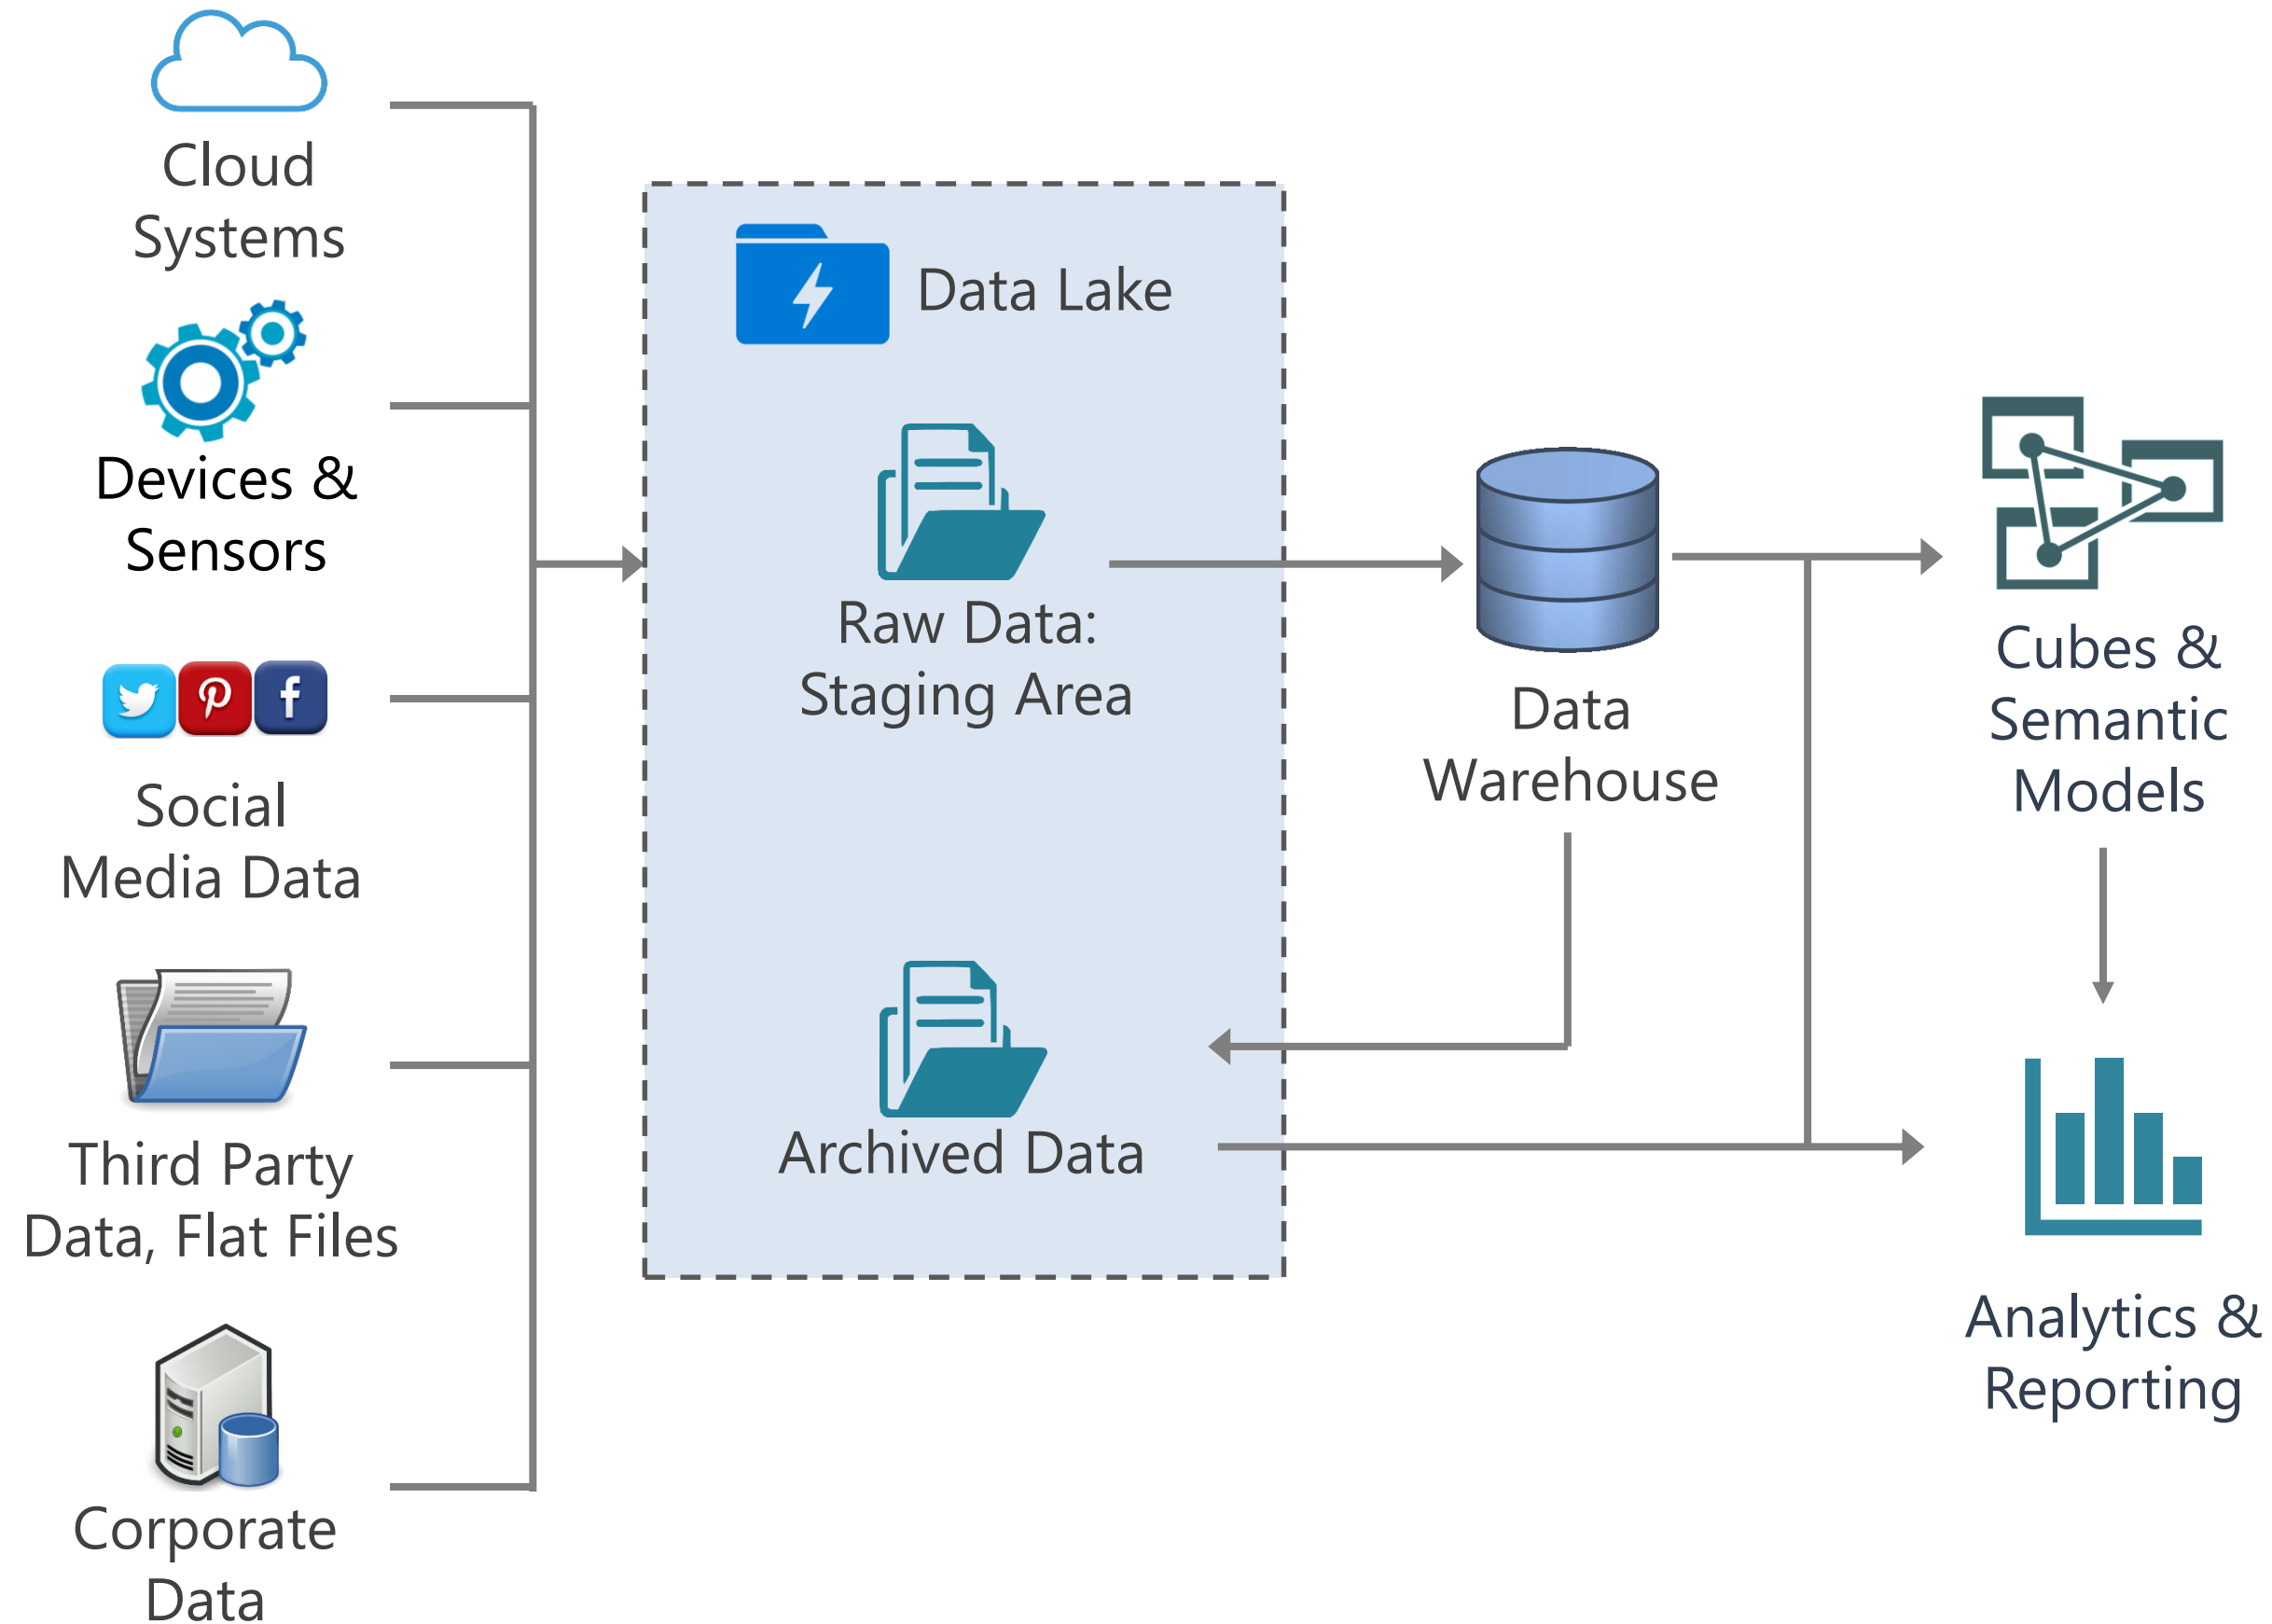 Cloud
Systems
Devices &
Sensors
Social
Media Data
Third Party
Data, Flat Files
Corporate
Data
Data Lake
Raw Data:
Staging Area
Archived Data
Data
Warehouse
Cubes &
Semantic
Models
Analytics &
Reporting